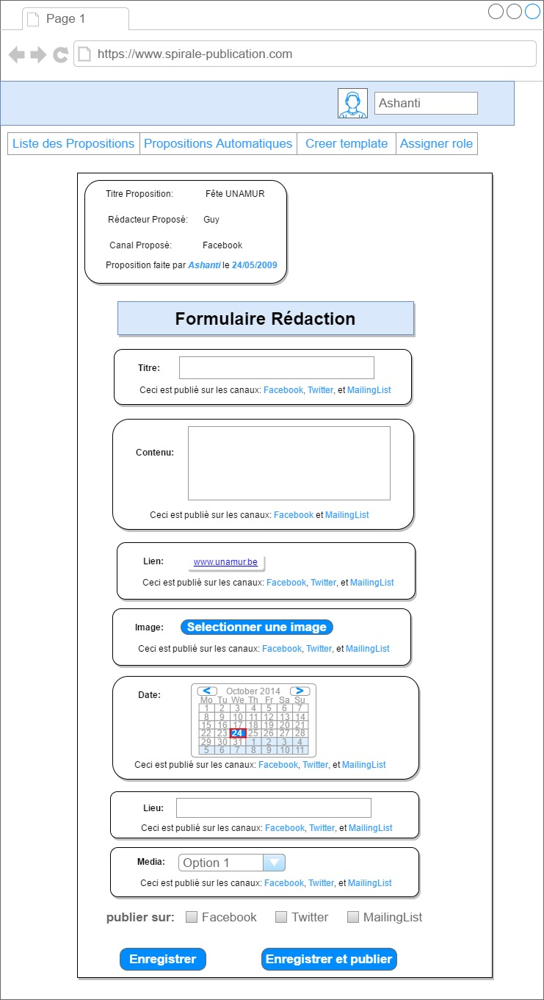 Page 1
https://www.spirale-publication.com
Ashanti
Liste des Propositions Propositions Automatiques Creer template Assigner role
Titre Proposition: Fête UNAMUR
Rédacteur Proposé: Guy
Canal Proposé: Facebook
Proposition faite par Ashanti le 24/05/2009
Formulaire Rédaction
Titre:
Ceci est publié sur les canaux: Facebook, Twitter, et MailingList
Contenu:
Ceci est publié sur les canaux: Facebook et MailingList
Lien: www.unamur.be
Ceci est publié sur les canaux: Facebook, Twitter, et MailingList
Image: Selectionner une image
Ceci est publié sur les canaux: Facebook, Twitter, et MailingList
Date: < October 2014 >
Mo Tu We Th Fr Sa Su
1 2 3 4 5 6 7
8 9 10 11 12 13 14
15 16 17 18 19 20 21
22 23 24 25 26 27 28
29 30 31 1 2 3 4
5 6 7 8 9 10 11
Ceci est publié sur les canaux: Facebook, Twitter, et MailingList
Lieu:
Ceci est publié sur les canaux: Facebook, Twitter, et MailingList
Media: Option 1
Ceci est publié sur les canaux: Facebook, Twitter, et MailingList
publier sur: Facebook Twitter MailingList
Enregistrer Enregistrer et publier